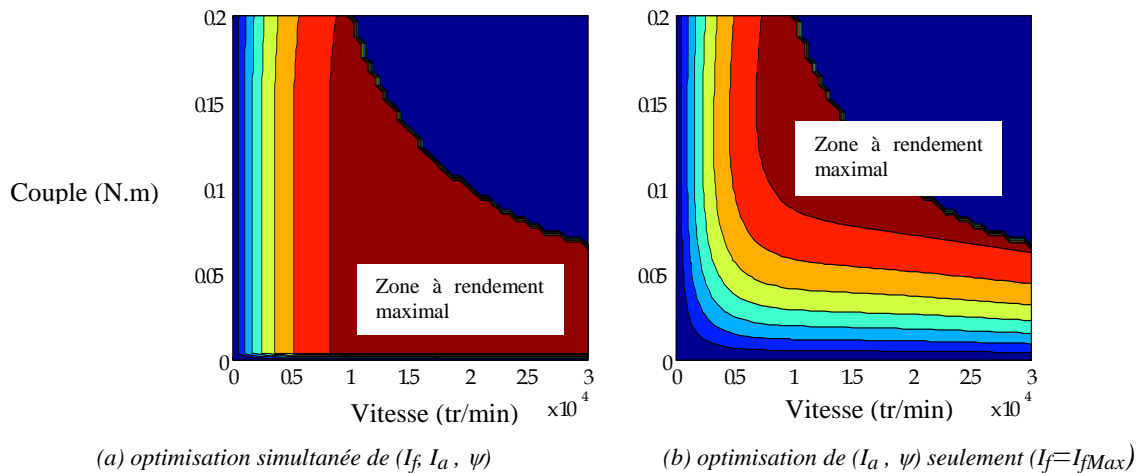 0.2
0.15
Couple (N.m)
0.1
0.05
0
Zone à rendement
maximal
0 0.5 1 1.5 2 2.5 3
Vitesse (tr/min) x10^4
(a) optimisation simultanée de (I_f, I_a , ψ)
0.2
0.15
0.1
0.05
0
Zone à rendement
maximal
0 0.5 1 1.5 2 2.5 3
Vitesse (tr/min) x10^4
(b) optimisation de (I_a , ψ) seulement (I_f=I_fMax)